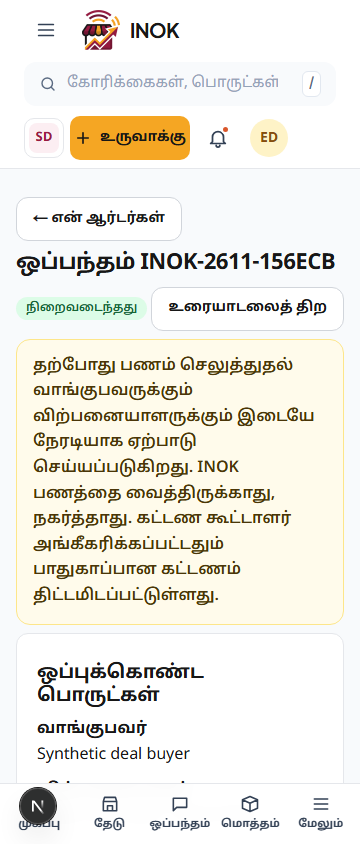 INOK
கோரிக்கைகள், பொருட்கள்
/
SD
+ உருவாக்கு
ED
← என் ஆர்டர்கள்
ஒப்பந்தம் INOK-2611-156ECB
நிறைவடைந்தது
உரையாடலைத் திற
தற்போது பணம் செலுத்துதல்
வாங்குபவருக்கும்
விற்பனையாளருக்கும் இடையே
நேரடியாக ஏற்பாடு
செய்யப்படுகிறது. INOK
பணத்தை வைத்திருக்காது,
நகர்த்தாது. கட்டண கூட்டாளர்
அங்கீகரிக்கப்பட்டதும்
பாதுகாப்பான கட்டணம்
திட்டமிடப்பட்டுள்ளது.
ஒப்புக்கொண்ட
பொருட்கள்
வாங்குபவர்
Synthetic deal buyer
N
தேடு
ஒப்பந்தம்
மொத்தம்
மேலும்